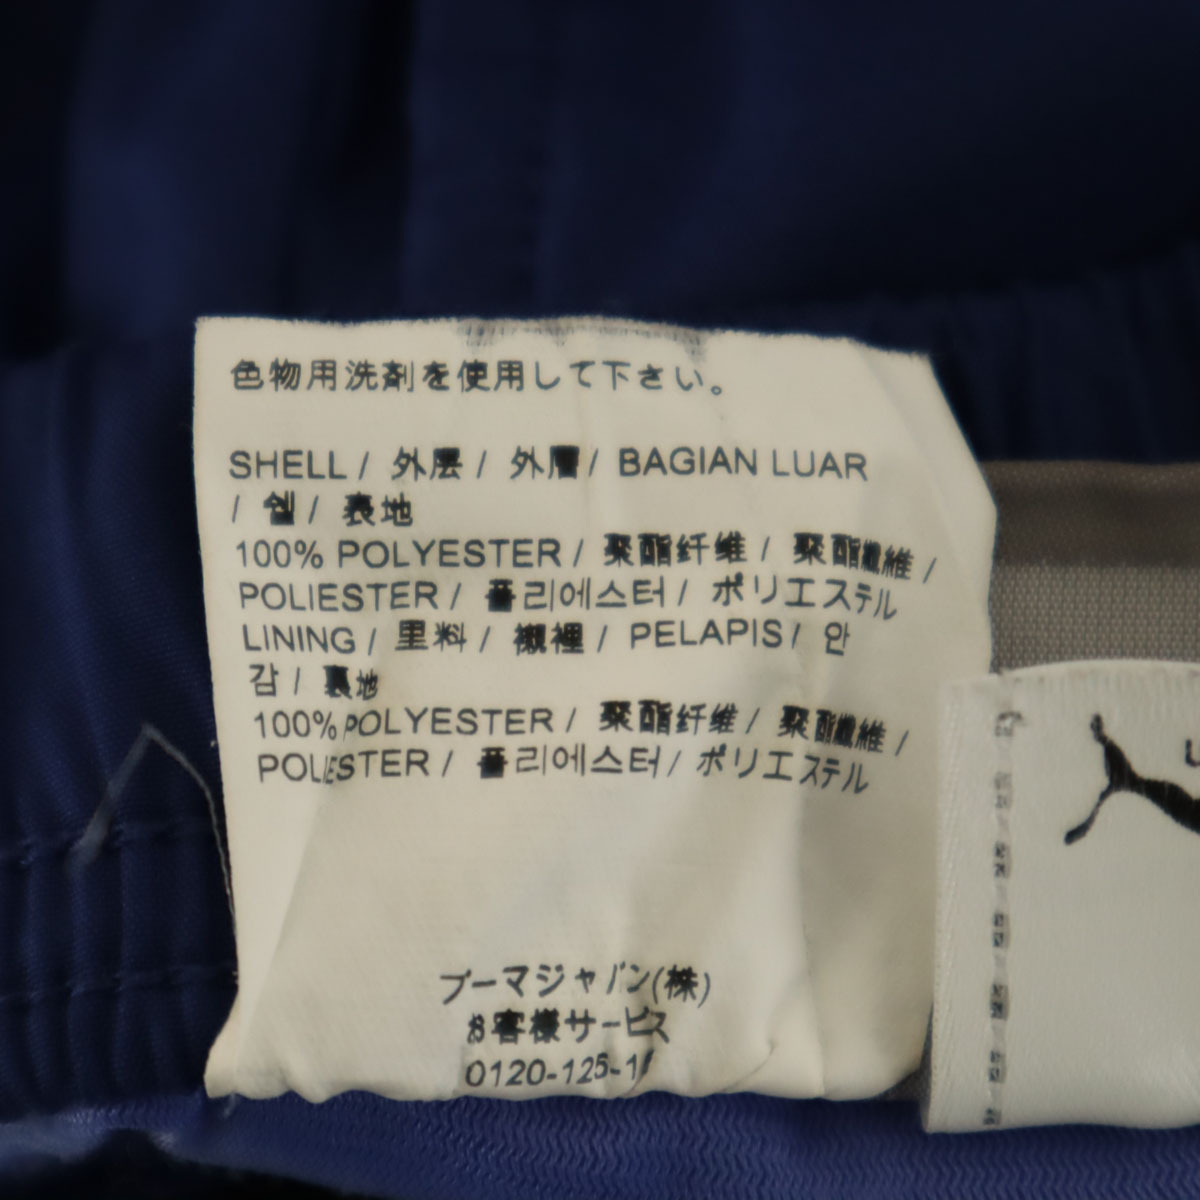 色物用洗剤を使用して下さい。
SHELL / 外层 / 外層 / BAGIAN LUAR
/ 쉘 / 表地
100% POLYESTER / 聚酯纤维 / 聚酯纖維 /
POLIESTER / 폴리에스터 / ポリエステル
LINING / 里料 / 襯裡 / PELAPIS / 안
감 / 裏地
100% POLYESTER / 聚酯纤维 / 聚酯纖維 /
POLIESTER / 폴리에스터 / ポリエステル
プーマジャパン(株)
お客様サービス
0120-125-1